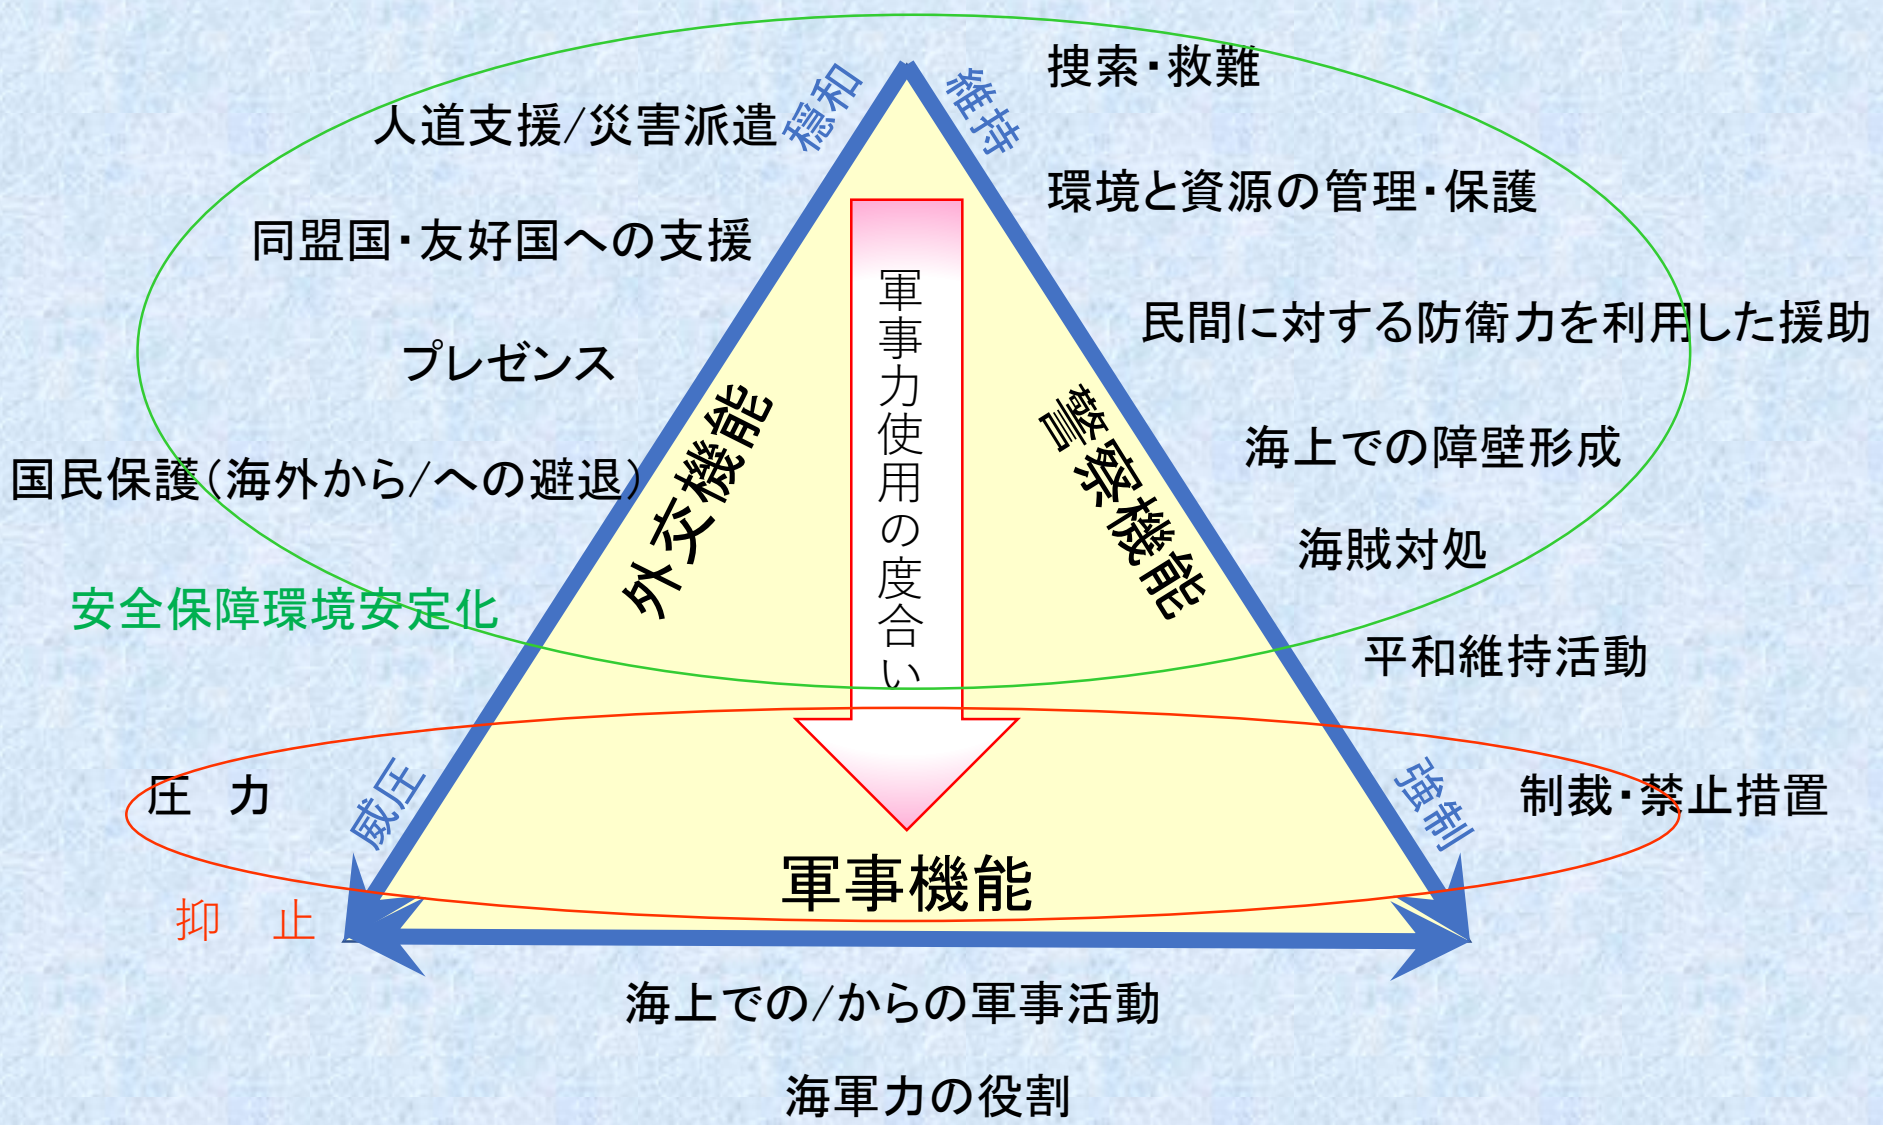 捜索・救難
穏和
維持
人道支援/災害派遣
環境と資源の管理・保護
同盟国・友好国への支援
軍事力使用の度合い
民間に対する防衛力を利用した援助
プレゼンス
外交機能
警察機能
海上での障壁形成
国民保護(海外から/への避退)
海賊対処
安全保障環境安定化
平和維持活動
圧 力
威圧
強制
制裁・禁止措置
軍事機能
抑 止
海上での/からの軍事活動
海軍力の役割